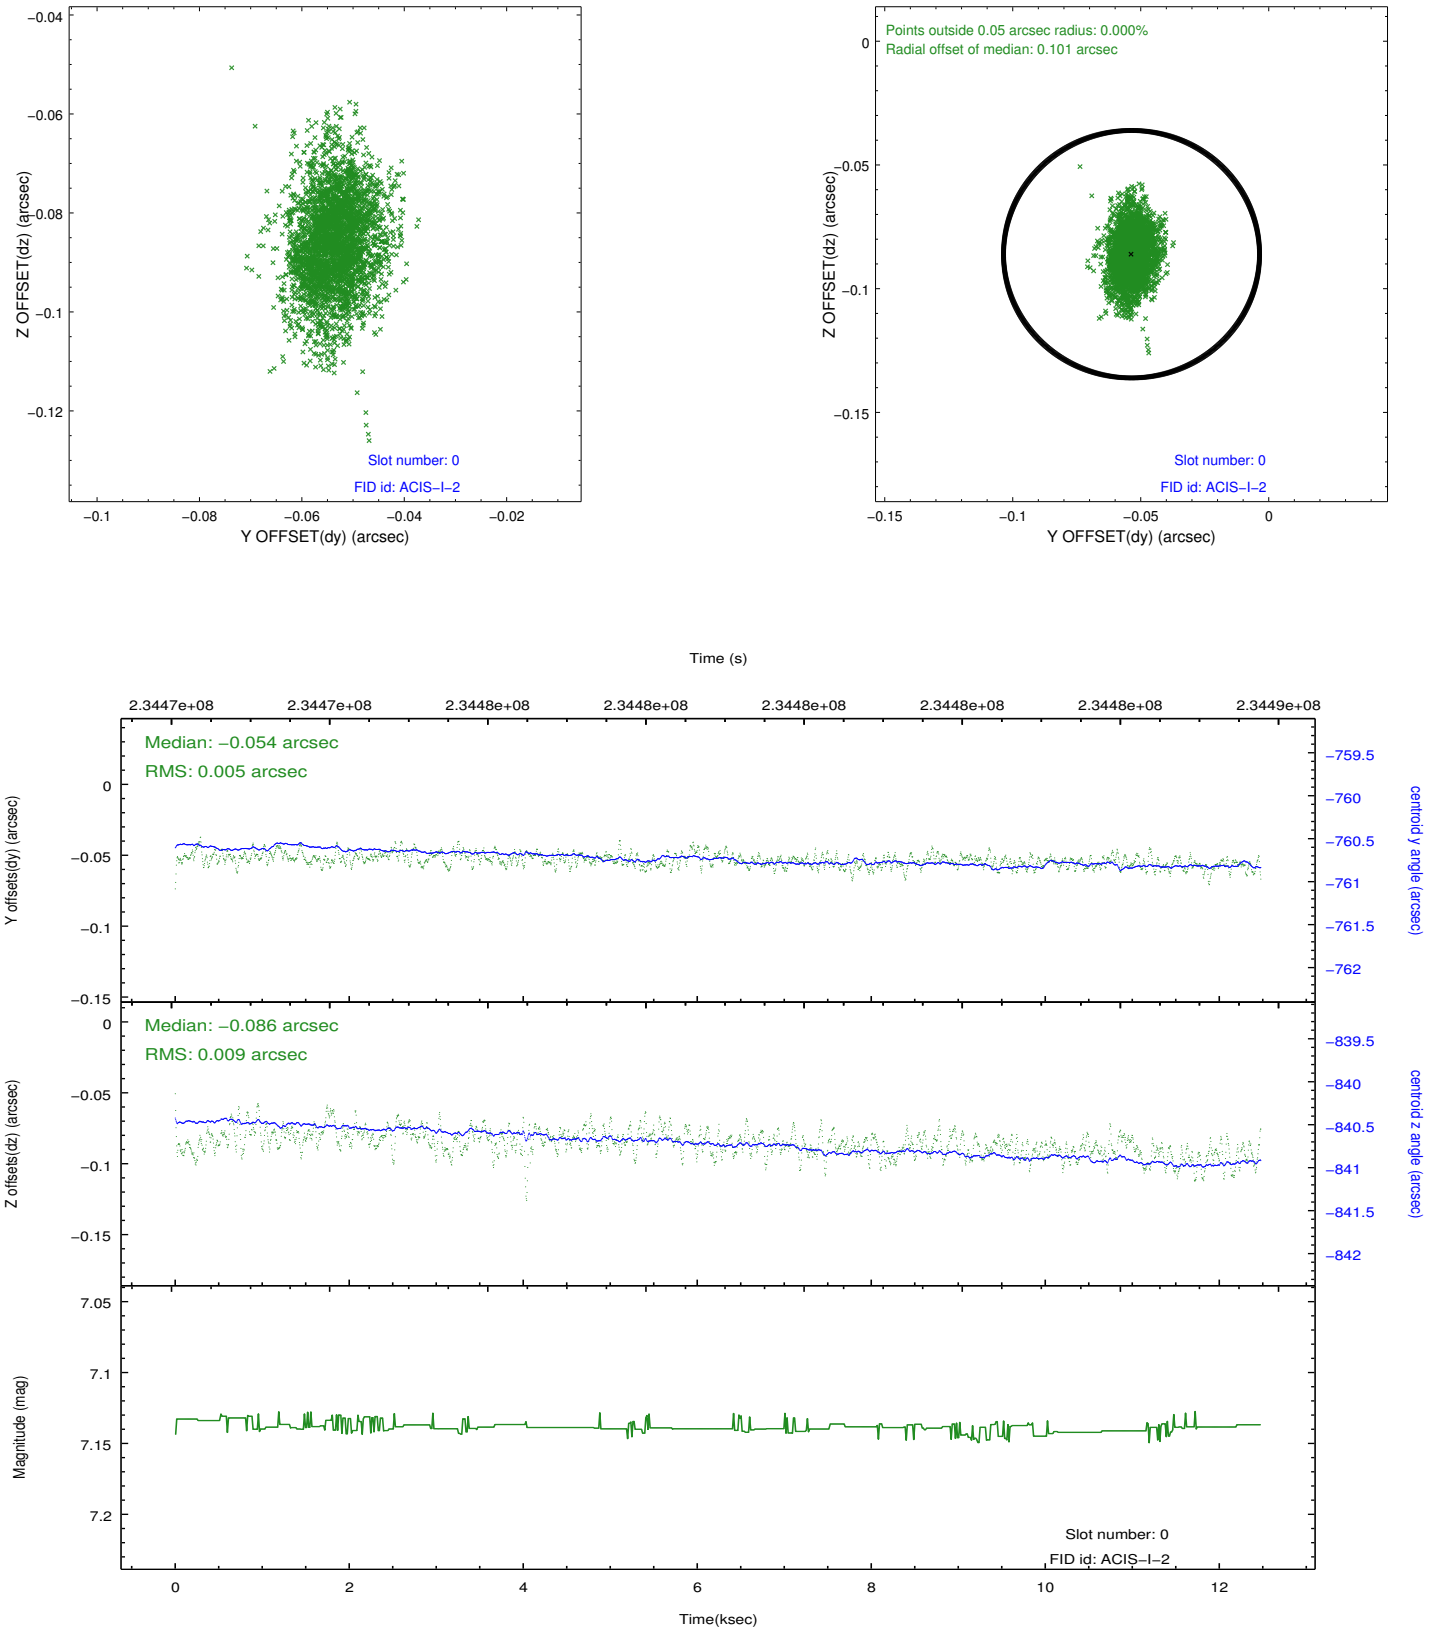 −0.04
−0.06
−0.08
−0.1
−0.12
Z OFFSET(dz) (arcsec)
Slot number: 0
FID id: ACIS−I−2
−0.1
−0.08
−0.06
−0.04
−0.02
Y OFFSET(dy) (arcsec)
Points outside 0.05 arcsec radius: 0.000%
Radial offset of median: 0.101 arcsec
0
−0.05
−0.1
−0.15
Z OFFSET(dz) (arcsec)
Slot number: 0
FID id: ACIS−I−2
−0.15
−0.1
−0.05
0
Y OFFSET(dy) (arcsec)
Time (s)
2.3447e+08
2.3447e+08
2.3448e+08
2.3448e+08
2.3448e+08
2.3448e+08
2.3448e+08
2.3449e+08
Median: −0.054 arcsec
RMS: 0.005 arcsec
0
−0.05
−0.1
−0.15
Y offsets(dy) (arcsec)
−759.5
−760
−760.5
−761
−761.5
−762
centroid y angle (arcsec)
Median: −0.086 arcsec
RMS: 0.009 arcsec
0
−0.05
−0.1
−0.15
Z offsets(dz) (arcsec)
−839.5
−840
−840.5
−841
−841.5
−842
centroid z angle (arcsec)
7.05
7.1
7.15
7.2
Magnitude (mag)
Slot number: 0
FID id: ACIS−I−2
0
2
4
6
8
10
12
Time(ksec)